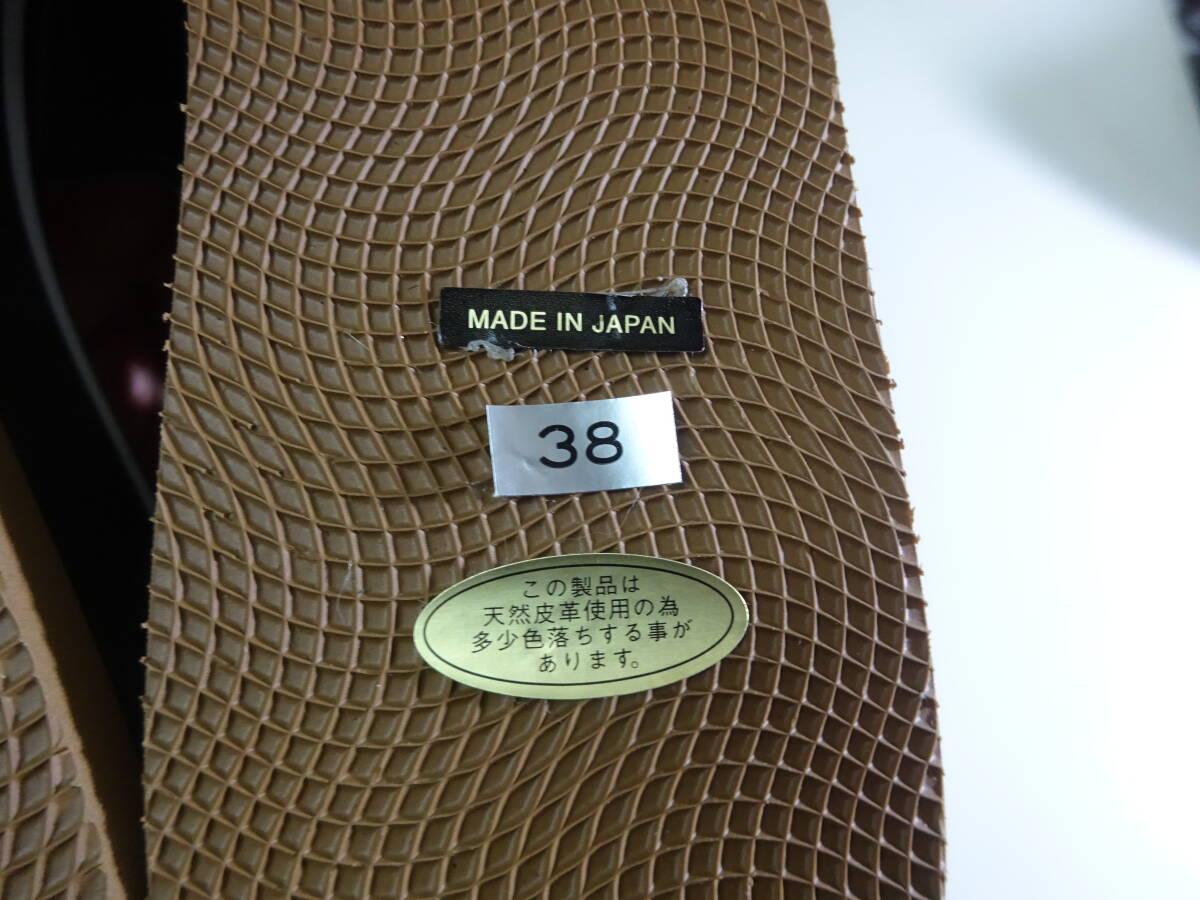 MADE IN JAPAN
38
この製品は
天然皮革使用の為
多少色落ちする事が
あります。